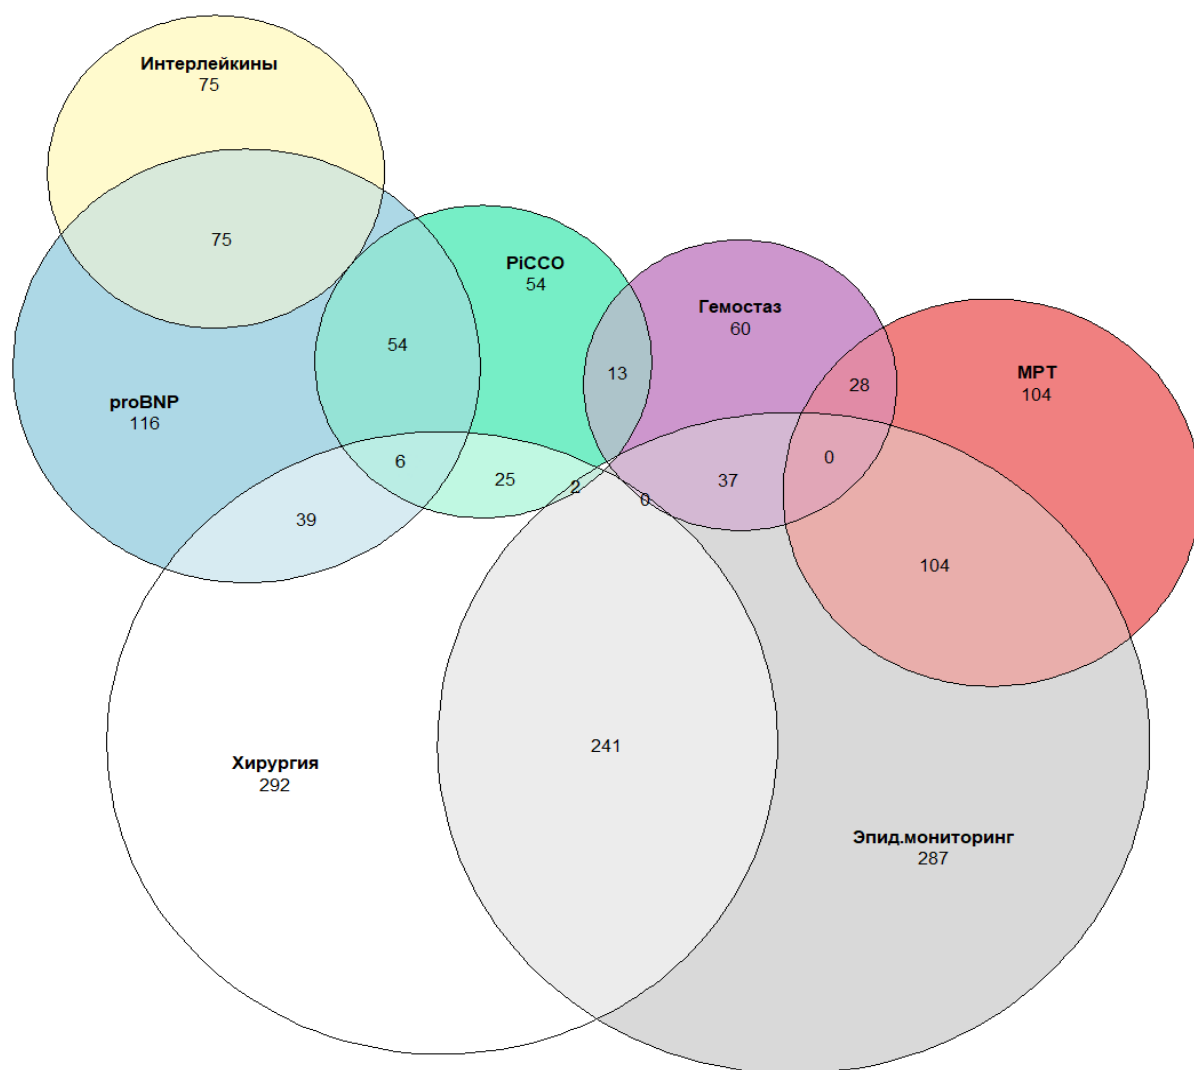 Интерлейкины
75
75
PiCCO
54
Гемостаз
60
54
13
28
МРТ
104
proBNP
116
6
25
2
0
37
0
39
104
241
Хирургия
292
Эпид.мониторинг
287